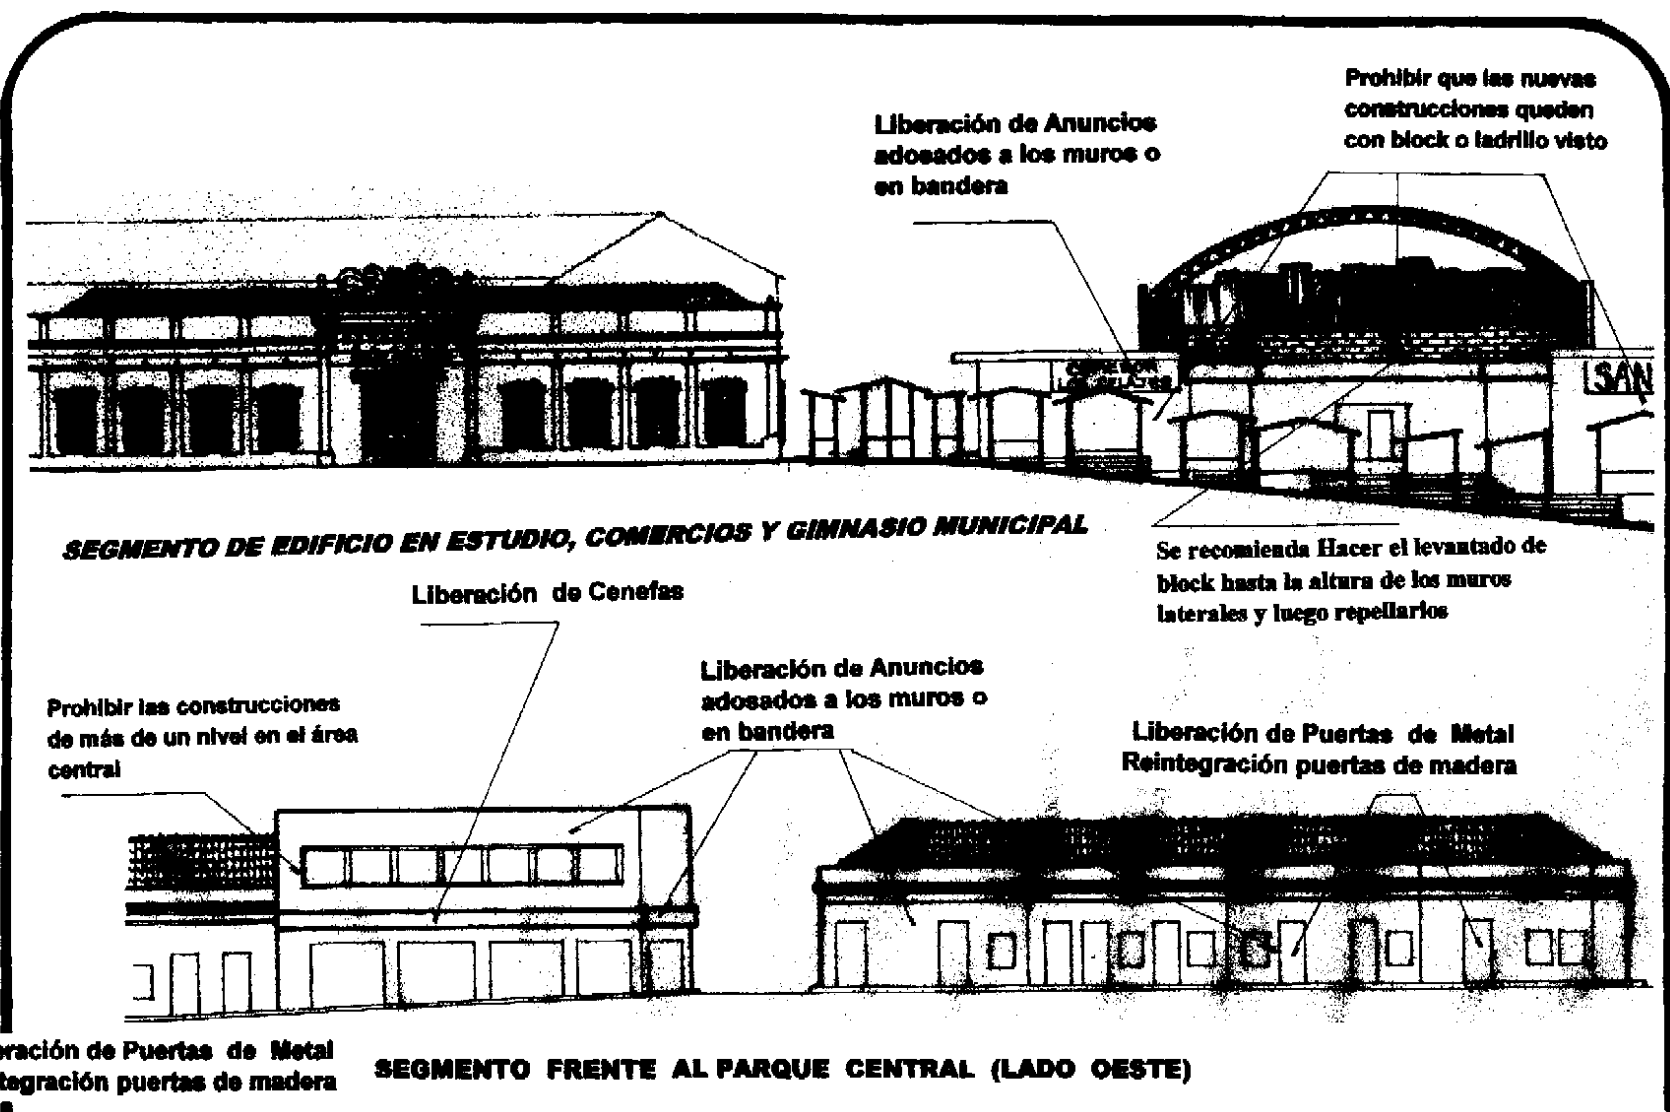 Prohibir que las nuevas
construcciones queden
con block o ladrillo visto
Liberación de Anuncios
adosados a los muros o
en bandera
COMEDOR
SAN
SEGMENTO DE EDIFICIO EN ESTUDIO, COMERCIOS Y GIMNASIO MUNICIPAL
Se recomienda Hacer el levantado de
block hasta la altura de los muros
laterales y luego repellarlos
Liberación de Cenefas
Liberación de Anuncios
adosados a los muros o
en bandera
Prohibir las construcciones
de más de un nivel en el área
central
Liberación de Puertas de Metal
Reintegración puertas de madera
eración de Puertas de Metal
tegración puertas de madera
SEGMENTO FRENTE AL PARQUE CENTRAL (LADO OESTE)